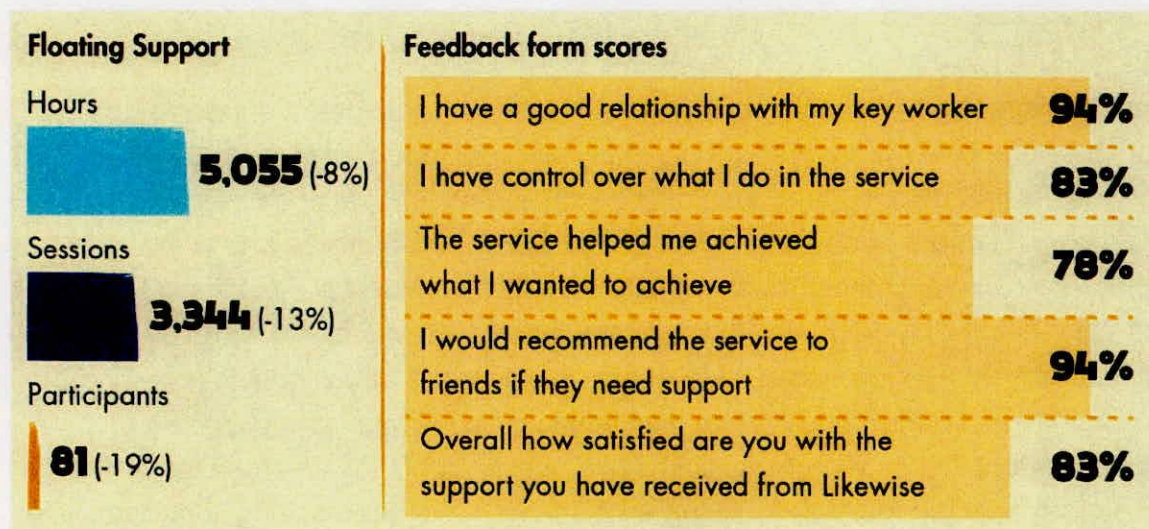 Floating Support
Hours
5,055 (-8%)
Sessions
3,344 (-13%)
Participants
81 (-19%)
Feedback form scores
I have a good relationship with my key worker 94%
I have control over what I do in the service 83%
The service helped me achieved
what I wanted to achieve 78%
I would recommend the service to
friends if they need support 94%
Overall how satisfied are you with the
support you have received from Likewise 83%